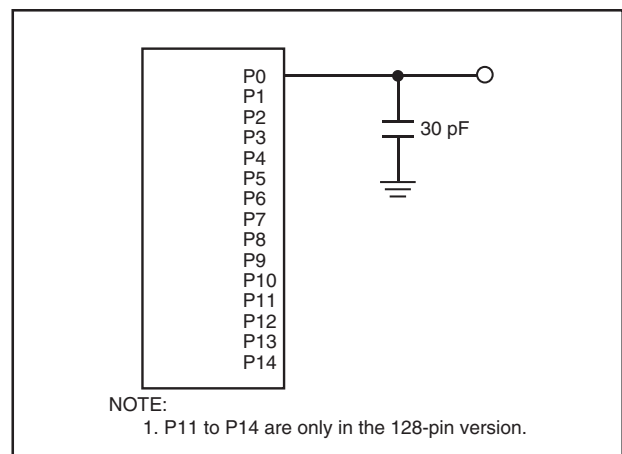 P0
P1
P2
P3
P4
P5
P6
P7
P8
P9
P10
P11
P12
P13
P14
30 pF
NOTE:
1. P11 to P14 are only in the 128-pin version.